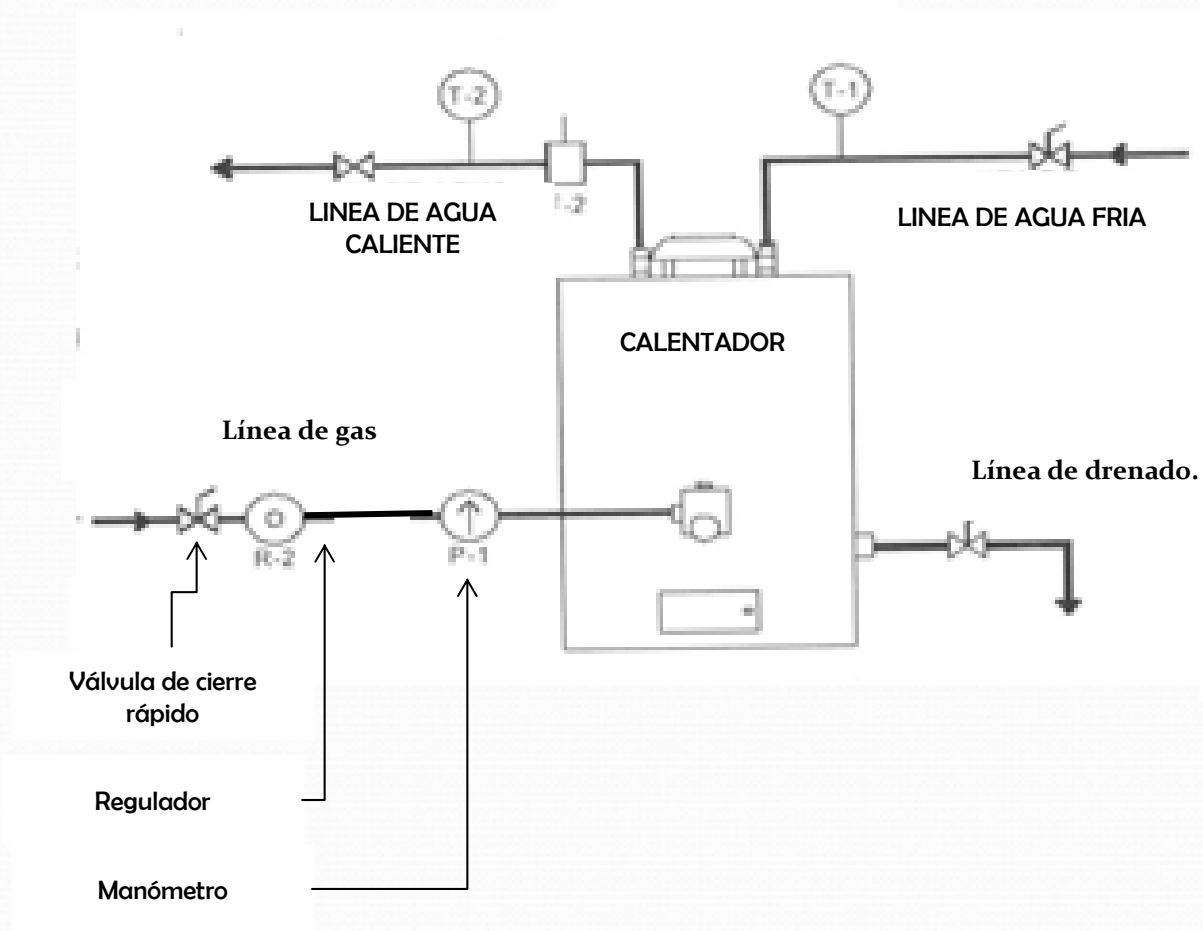 T-2
T-1
LINEA DE AGUA
CALIENTE
LINEA DE AGUA FRIA
CALENTADOR
Línea de gas
Línea de drenado.
R-2
P-1
Válvula de cierre
rápido
Regulador
Manómetro